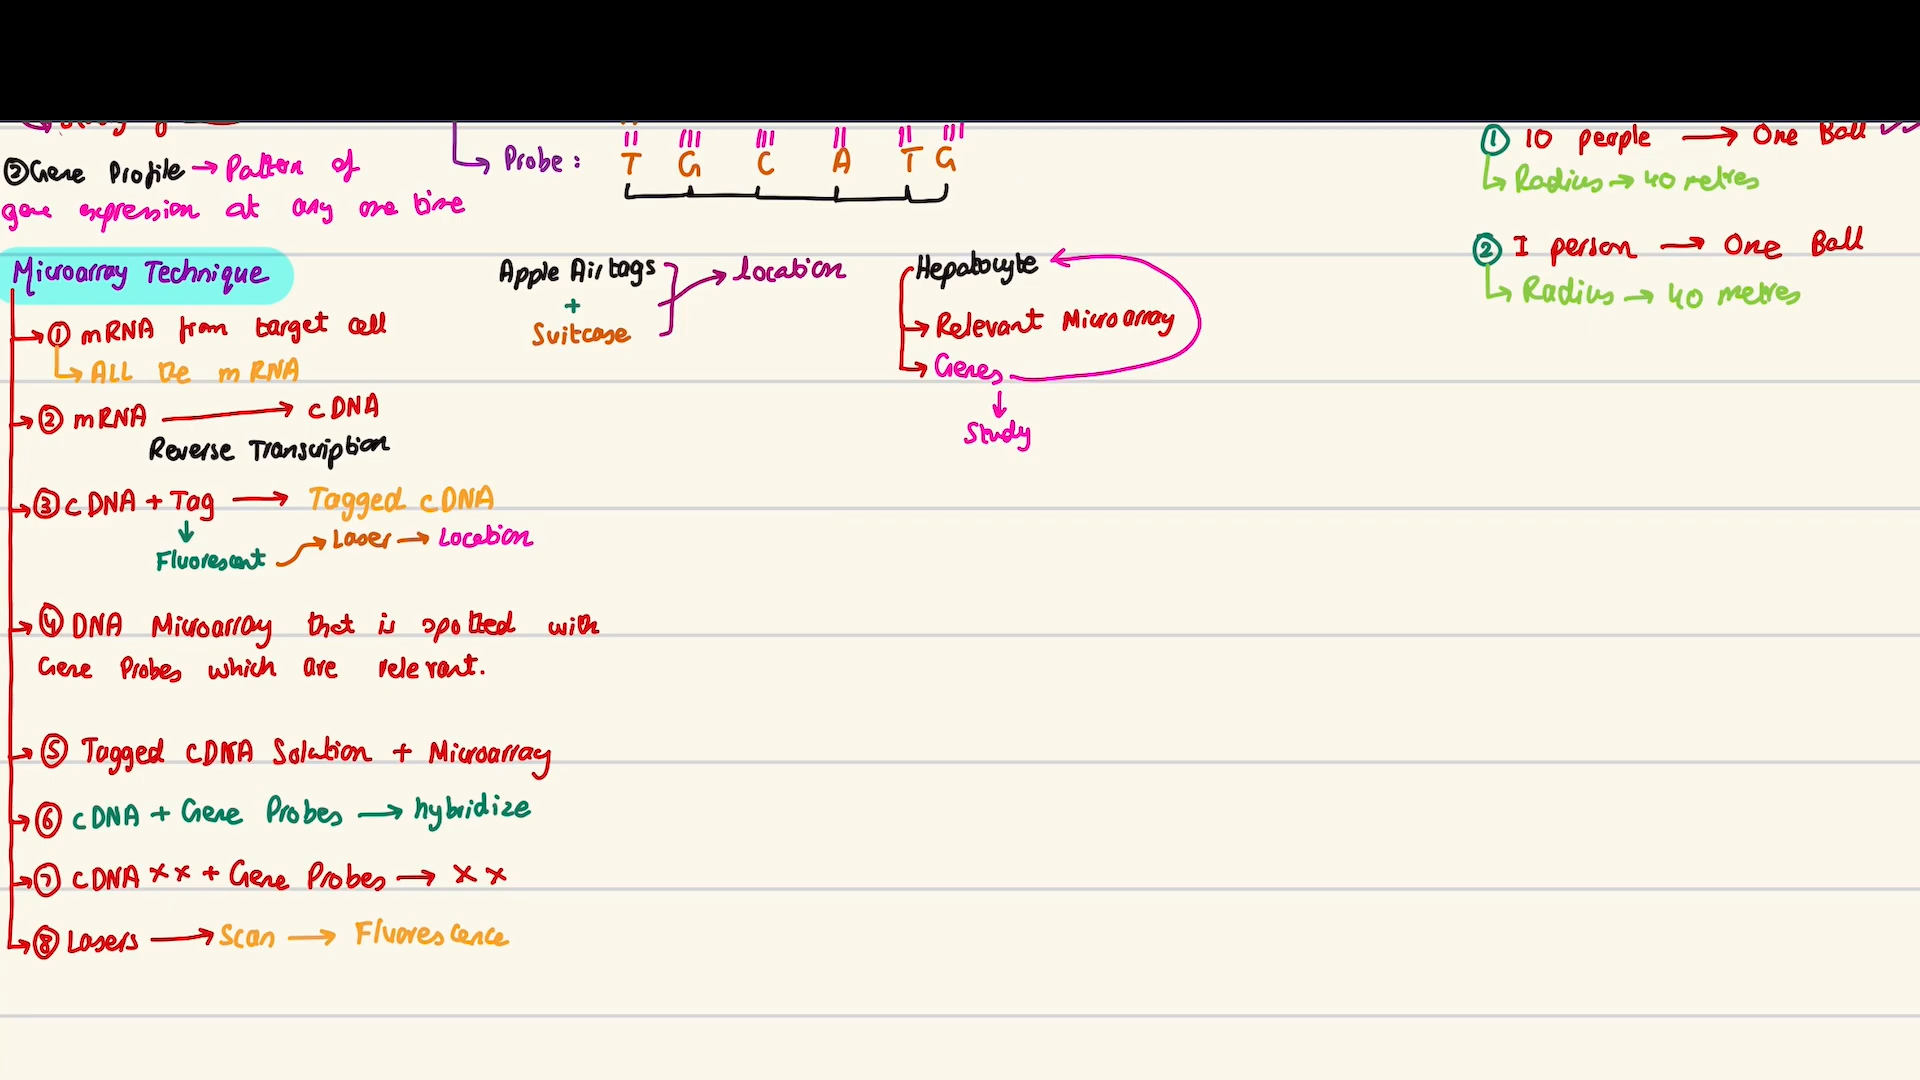 ② Gene Profile → Pattern of
gene expression at any one time
↳ Probe :
T G C A T G
① 10 people → One Ball
↳ Radius → 40 metres
② I person → One Ball
↳ Radius → 40 metres
Microarray Technique
→ ① mRNA from target cell
↳ ALL the mRNA
→ ② mRNA → cDNA
Reverse Transcription
→ ③ cDNA + Tag → Tagged cDNA
↓
Fluorescent → Laser → Location
→ ④ DNA Microarray that is spotted with
Gene Probes which are relevant.
→ ⑤ Tagged cDNA Solution + Microarray
→ ⑥ cDNA + Gene Probes → hybridize
→ ⑦ cDNA xx + Gene Probes → x x
→ ⑧ Lasers → Scan → Fluorescence
Apple Airtags
+
Suitcase
→ location
Hepatocyte
→ Relevant Microarray
→ Genes
↓
Study